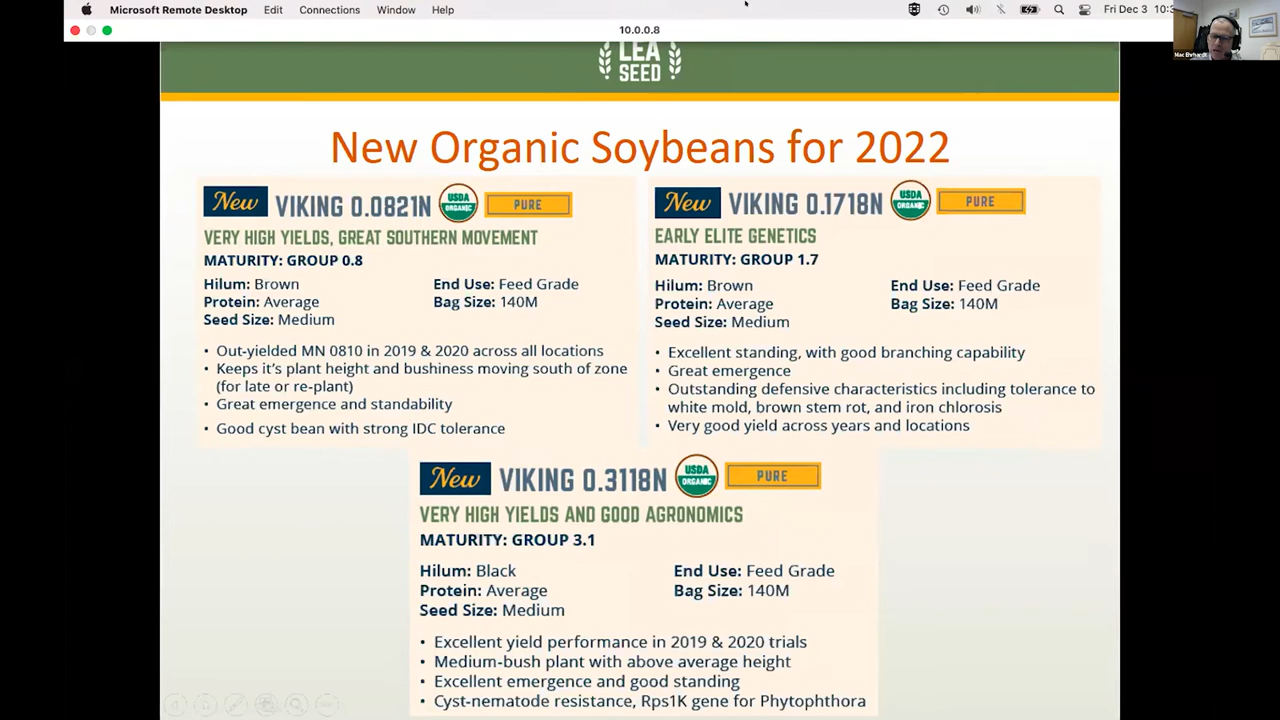 Microsoft Remote Desktop Edit Connections Window Help
Fri Dec 3 10:3
10.0.0.8
Mac Ehrhardt
LEA
SEED
New Organic Soybeans for 2022
New VIKING 0.0821N USDA ORGANIC PURE
VERY HIGH YIELDS, GREAT SOUTHERN MOVEMENT
MATURITY: GROUP 0.8
Hilum: Brown End Use: Feed Grade
Protein: Average Bag Size: 140M
Seed Size: Medium
• Out-yielded MN 0810 in 2019 & 2020 across all locations
• Keeps it's plant height and bushiness moving south of zone
(for late or re-plant)
• Great emergence and standability
• Good cyst bean with strong IDC tolerance
New VIKING 0.1718N USDA ORGANIC PURE
EARLY ELITE GENETICS
MATURITY: GROUP 1.7
Hilum: Brown End Use: Feed Grade
Protein: Average Bag Size: 140M
Seed Size: Medium
• Excellent standing, with good branching capability
• Great emergence
• Outstanding defensive characteristics including tolerance to
white mold, brown stem rot, and iron chlorosis
• Very good yield across years and locations
New VIKING 0.3118N USDA ORGANIC PURE
VERY HIGH YIELDS AND GOOD AGRONOMICS
MATURITY: GROUP 3.1
Hilum: Black End Use: Feed Grade
Protein: Average Bag Size: 140M
Seed Size: Medium
• Excellent yield performance in 2019 & 2020 trials
• Medium-bush plant with above average height
• Excellent emergence and good standing
• Cyst-nematode resistance, Rps1K gene for Phytophthora